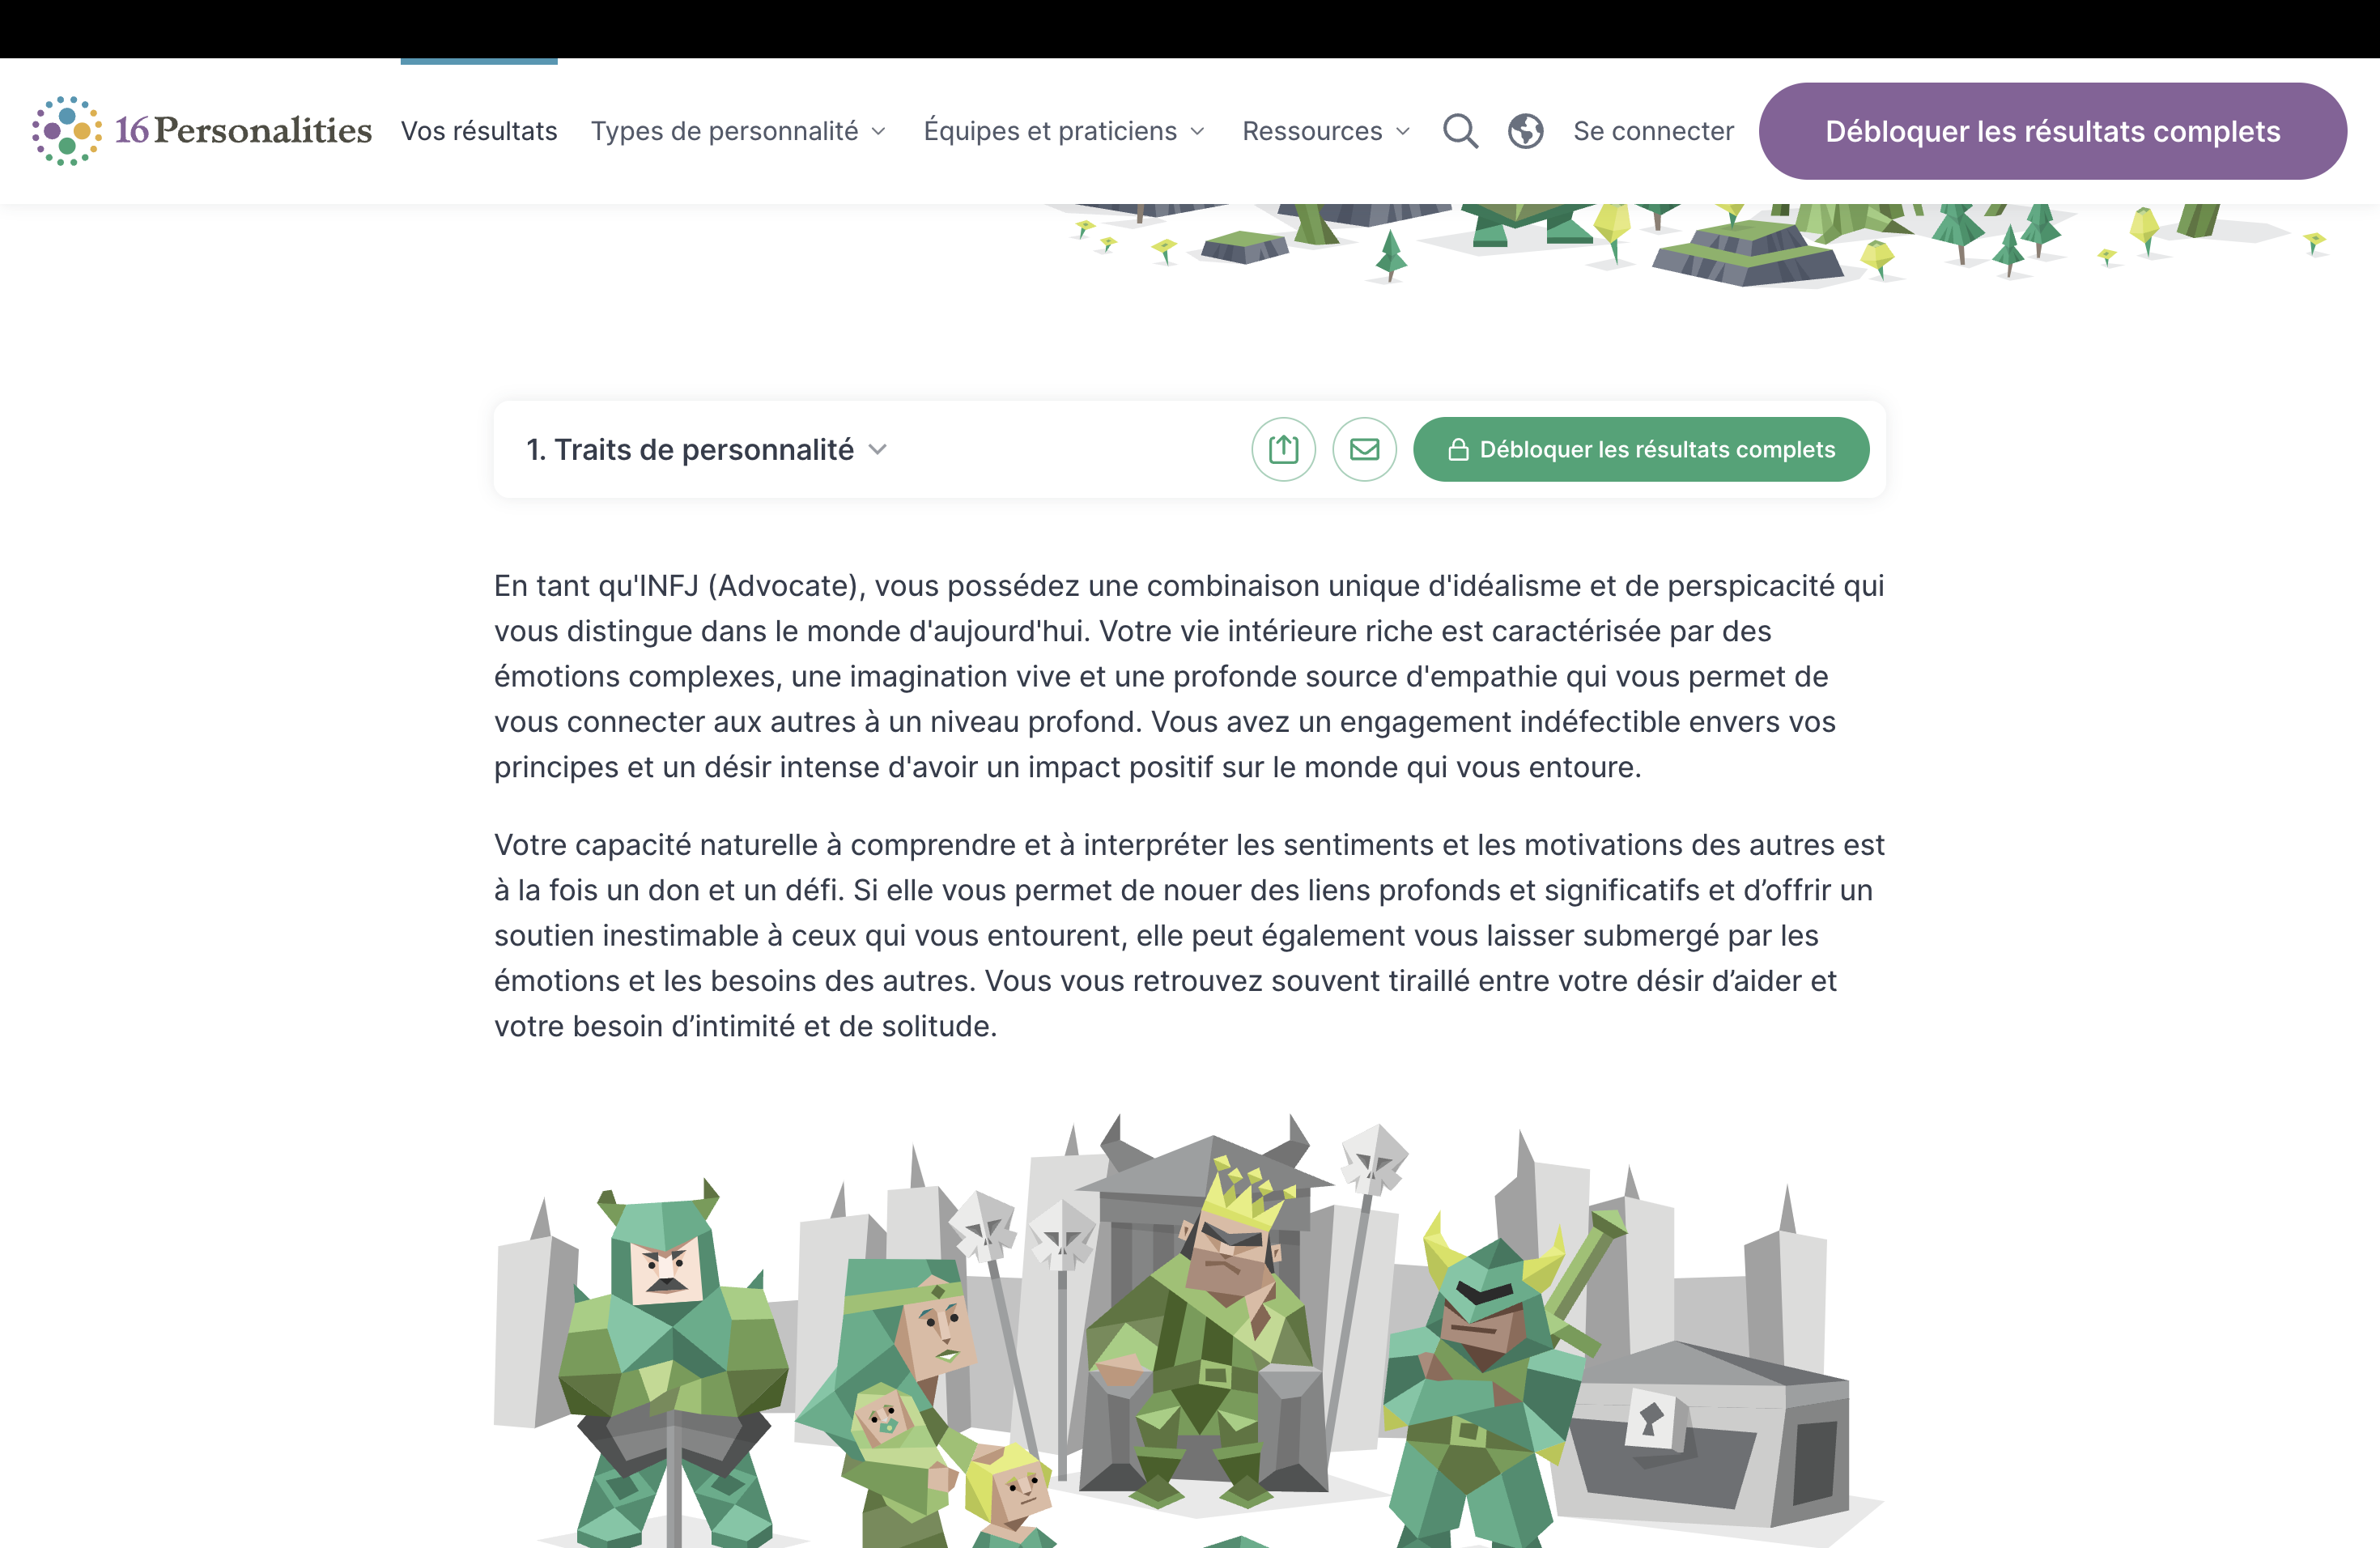 16Personalities
Vos résultats
Types de personnalité
Équipes et praticiens
Ressources
Se connecter
Débloquer les résultats complets
1. Traits de personnalité
Débloquer les résultats complets
En tant qu'INFJ (Advocate), vous possédez une combinaison unique d'idéalisme et de perspicacité qui
vous distingue dans le monde d'aujourd'hui. Votre vie intérieure riche est caractérisée par des
émotions complexes, une imagination vive et une profonde source d'empathie qui vous permet de
vous connecter aux autres à un niveau profond. Vous avez un engagement indéfectible envers vos
principes et un désir intense d'avoir un impact positif sur le monde qui vous entoure.
Votre capacité naturelle à comprendre et à interpréter les sentiments et les motivations des autres est
à la fois un don et un défi. Si elle vous permet de nouer des liens profonds et significatifs et d’offrir un
soutien inestimable à ceux qui vous entourent, elle peut également vous laisser submergé par les
émotions et les besoins des autres. Vous vous retrouvez souvent tiraillé entre votre désir d’aider et
votre besoin d’intimité et de solitude.